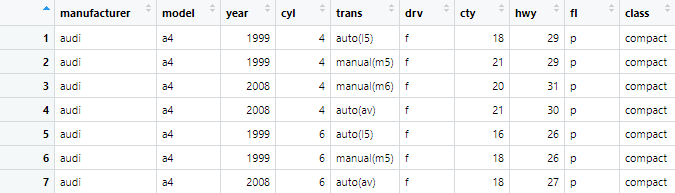 manufacturer model year cyl trans drv cty hwy fl class
1 audi a4 1999 4 auto(l5) f 18 29 p compact
2 audi a4 1999 4 manual(m5) f 21 29 p compact
3 audi a4 2008 4 manual(m6) f 20 31 p compact
4 audi a4 2008 4 auto(av) f 21 30 p compact
5 audi a4 1999 6 auto(l5) f 16 26 p compact
6 audi a4 1999 6 manual(m5) f 18 26 p compact
7 audi a4 2008 6 auto(av) f 18 27 p compact